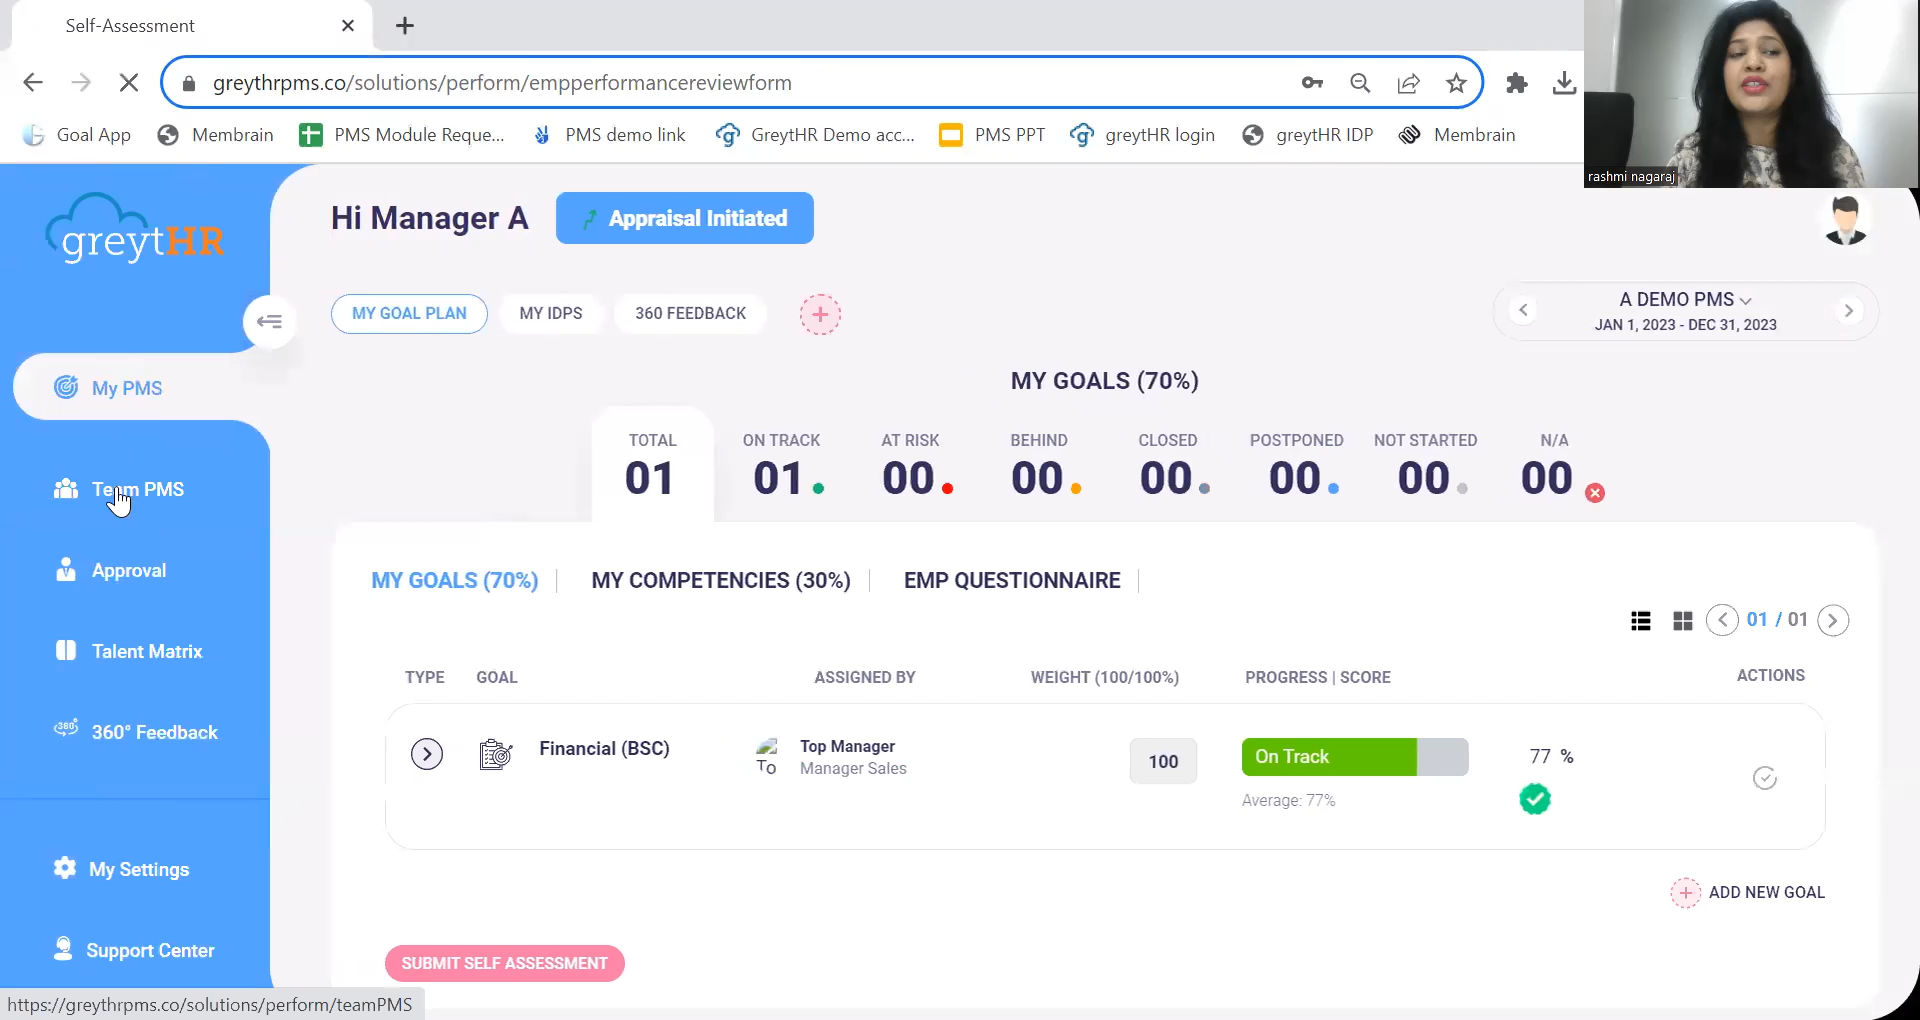 Self-Assessment
greythrpms.co/solutions/perform/empperformancereviewform
Goal App
Membrain
PMS Module Reque...
PMS demo link
GreytHR Demo acc...
PMS PPT
greytHR login
greytHR IDP
Membrain
rashmi nagaraj
greytHR
Hi Manager A
Appraisal Initiated
MY GOAL PLAN
MY IDPS
360 FEEDBACK
A DEMO PMS
JAN 1, 2023 - DEC 31, 2023
My PMS
Team PMS
Approval
Talent Matrix
360° 360° Feedback
My Settings
Support Center
MY GOALS (70%)
TOTAL
01
ON TRACK
01
AT RISK
00
BEHIND
00
CLOSED
00
POSTPONED
00
NOT STARTED
00
N/A
00
MY GOALS (70%)
MY COMPETENCIES (30%)
EMP QUESTIONNAIRE
01 / 01
TYPE GOAL ASSIGNED BY WEIGHT (100/100%) PROGRESS | SCORE ACTIONS
Financial (BSC)
To
Top Manager
Manager Sales
100
On Track
Average: 77%
77 %
ADD NEW GOAL
SUBMIT SELF ASSESSMENT
https://greythrpms.co/solutions/perform/teamPMS